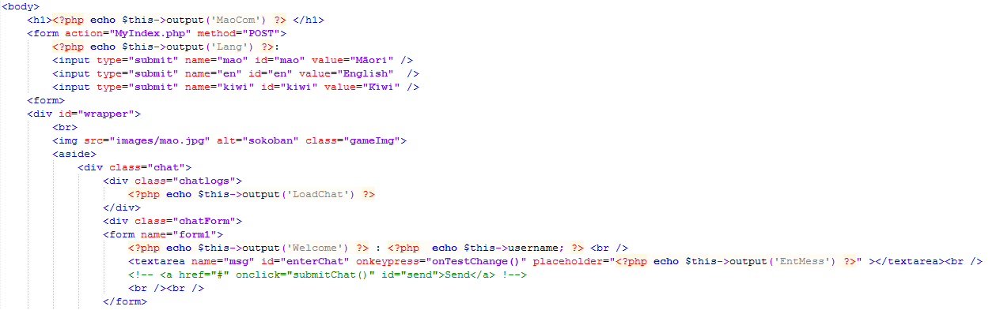 <body>
<h1><?php echo $this->output('MaoCom') ?> </h1>
<form action="MyIndex.php" method="POST">
<?php echo $this->output('Lang') ?>:
<input type="submit" name="mao" id="mao" value="Māori" />
<input type="submit" name="en" id="en" value="English"  />
<input type="submit" name="kiwi" id="kiwi" value="Kiwi" />
<form>
<div id="wrapper">
<br>
<img src="images/mao.jpg" alt="sokoban" class="gameImg">
<aside>
<div class="chat">
<div class="chatlogs">
<?php echo $this->output('LoadChat') ?>
</div>
<div class="chatForm">
<form name="form1">
<?php echo $this->output('Welcome') ?> : <?php  echo $this->username; ?> <br />
<textarea name="msg" id="enterChat" onkeypress="onTestChange()" placeholder="<?php echo $this->output('EntMess') ?>" ></textarea><br />
<!-- <a href="#" onclick="submitChat()" id="send">Send</a> !-->
<br /><br />
</form>